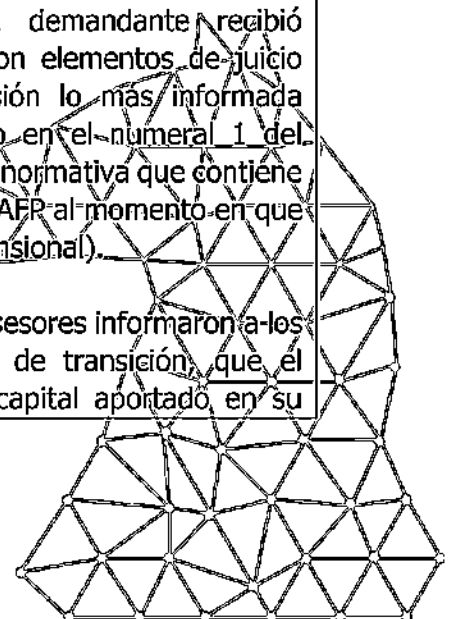 demandante recibió
on elementos de juicio
sión lo más informada
o en el numeral 1 del
normativa que contiene
AFP al momento en que
nsional).
sesores informaron a los
de transición, que el
capital aportado en su